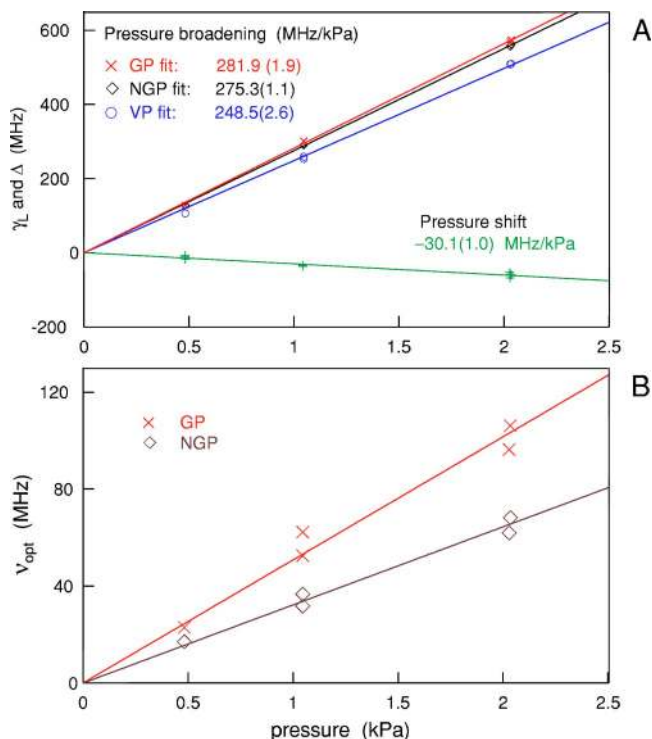 A
Pressure broadening (MHz/kPa)
GP fit: 281.9 (1.9)
NGP fit: 275.3(1.1)
VP fit: 248.5(2.6)
Pressure shift
−30.1(1.0) MHz/kPa
γL and Δ (MHz)
600
400
200
0
-200
0 0.5 1 1.5 2 2.5
B
GP
NGP
νopt (MHz)
120
80
40
0
0 0.5 1 1.5 2 2.5
pressure (kPa)